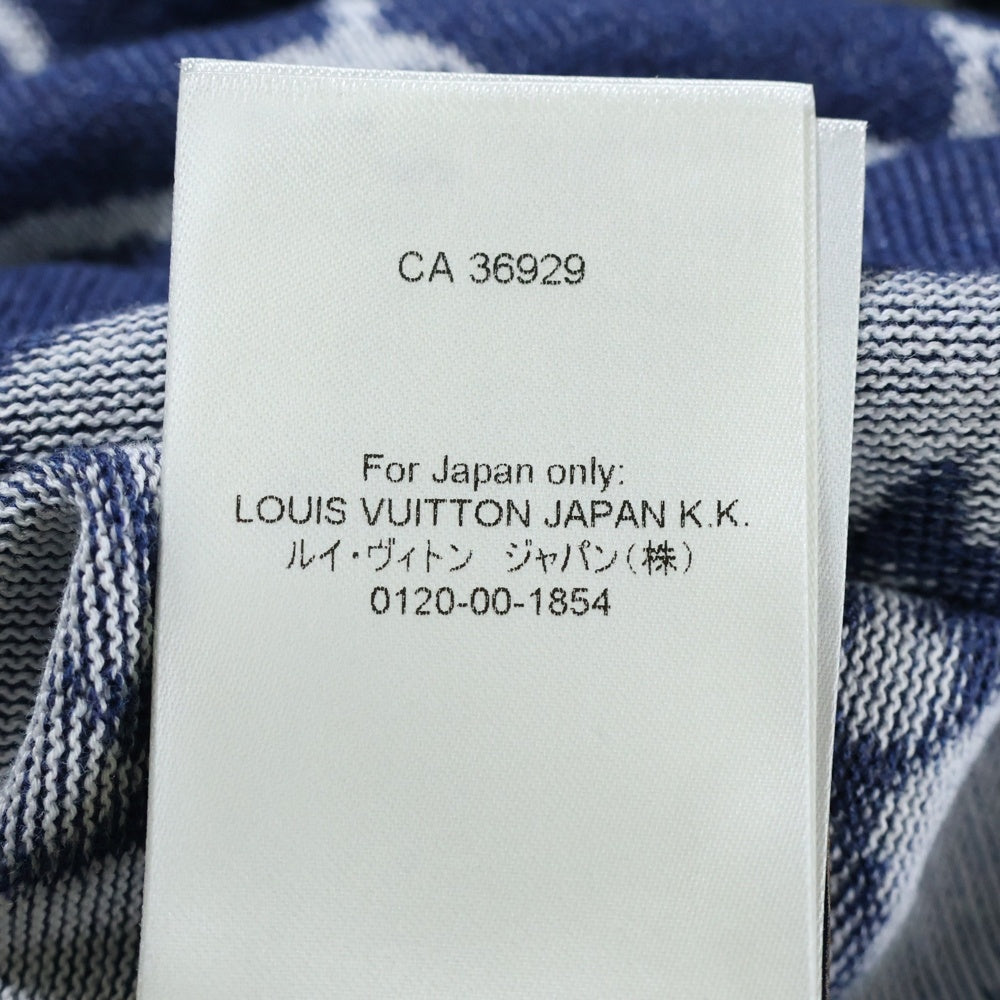 CA 36929
For Japan only:
LOUIS VUITTON JAPAN K.K.
ルイ・ヴィトン　ジャパン(株)
0120-00-1854